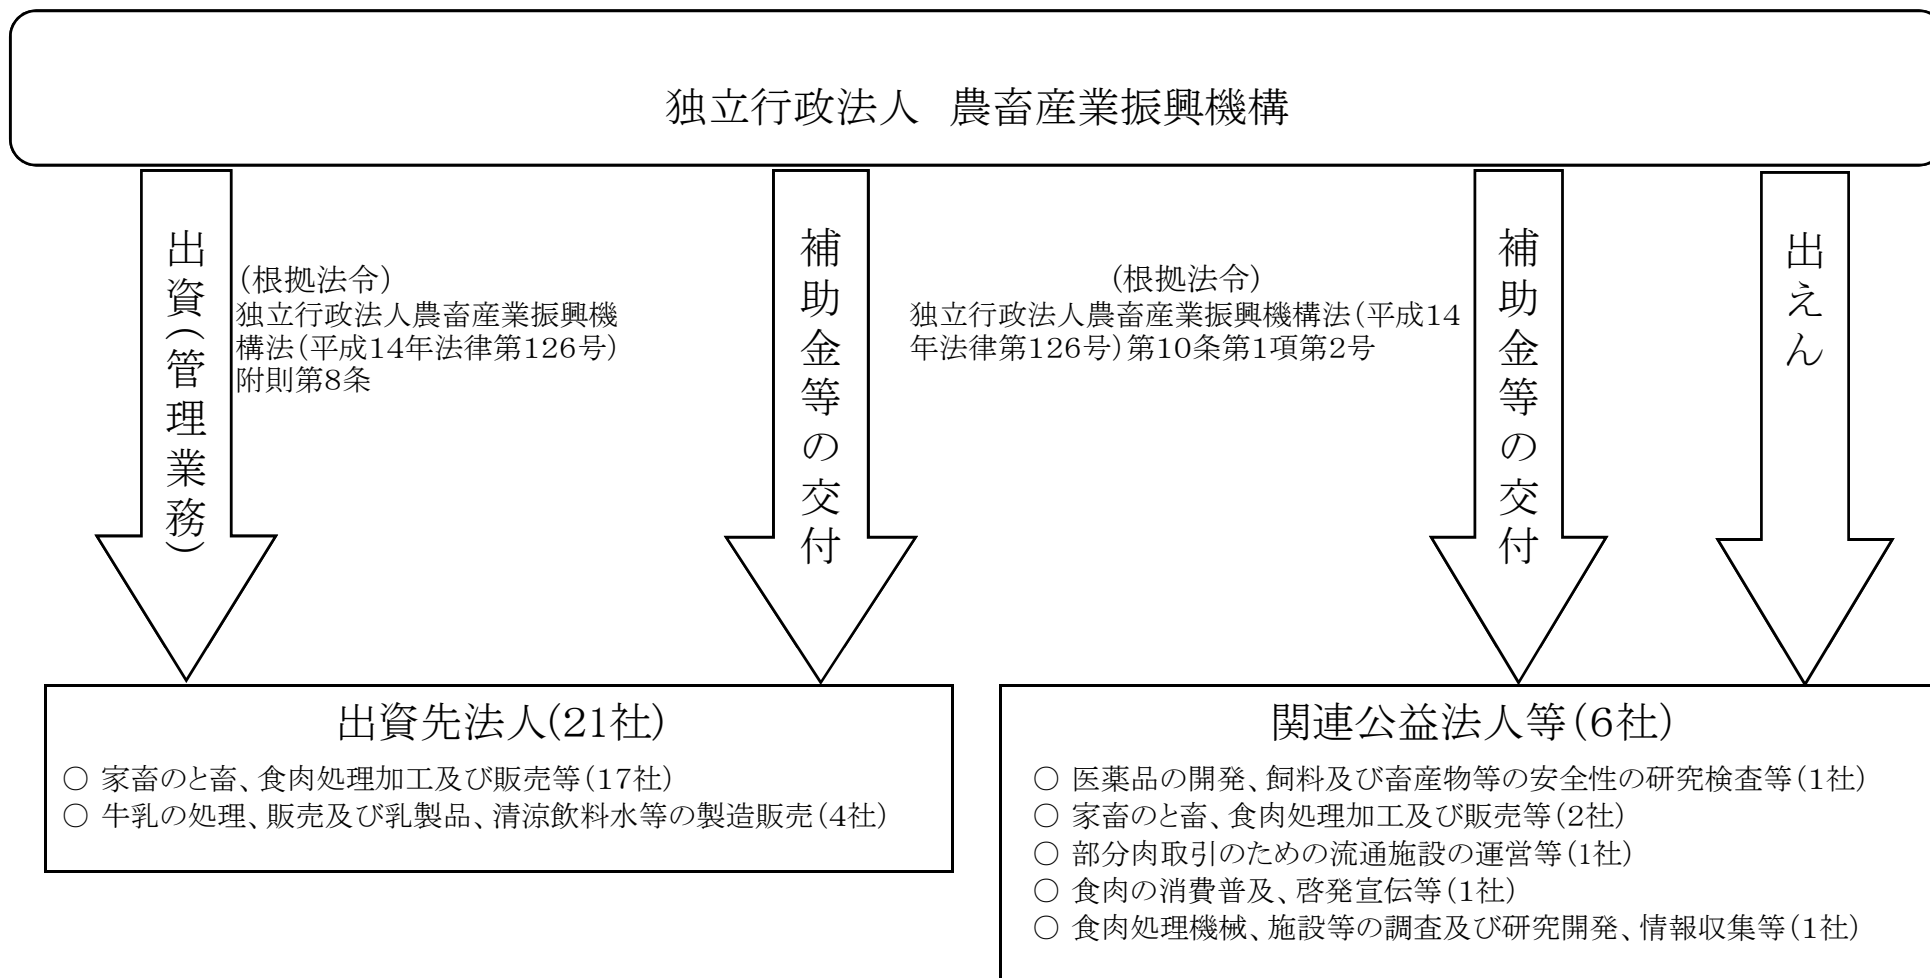 独立行政法人　農畜産業振興機構
出資(管理業務)
(根拠法令)
独立行政法人農畜産業振興機
構法(平成14年法律第126号)
附則第8条
補助金等の交付
(根拠法令)
独立行政法人農畜産業振興機構法(平成14
年法律第126号)第10条第1項第2号
補助金等の交付
出えん
出資先法人(21社)
○ 家畜のと畜、食肉処理加工及び販売等(17社)
○ 牛乳の処理、販売及び乳製品、清涼飲料水等の製造販売(4社)
関連公益法人等(6社)
○ 医薬品の開発、飼料及び畜産物等の安全性の研究検査等(1社)
○ 家畜のと畜、食肉処理加工及び販売等(2社)
○ 部分肉取引のための流通施設の運営等(1社)
○ 食肉の消費普及、啓発宣伝等(1社)
○ 食肉処理機械、施設等の調査及び研究開発、情報収集等(1社)